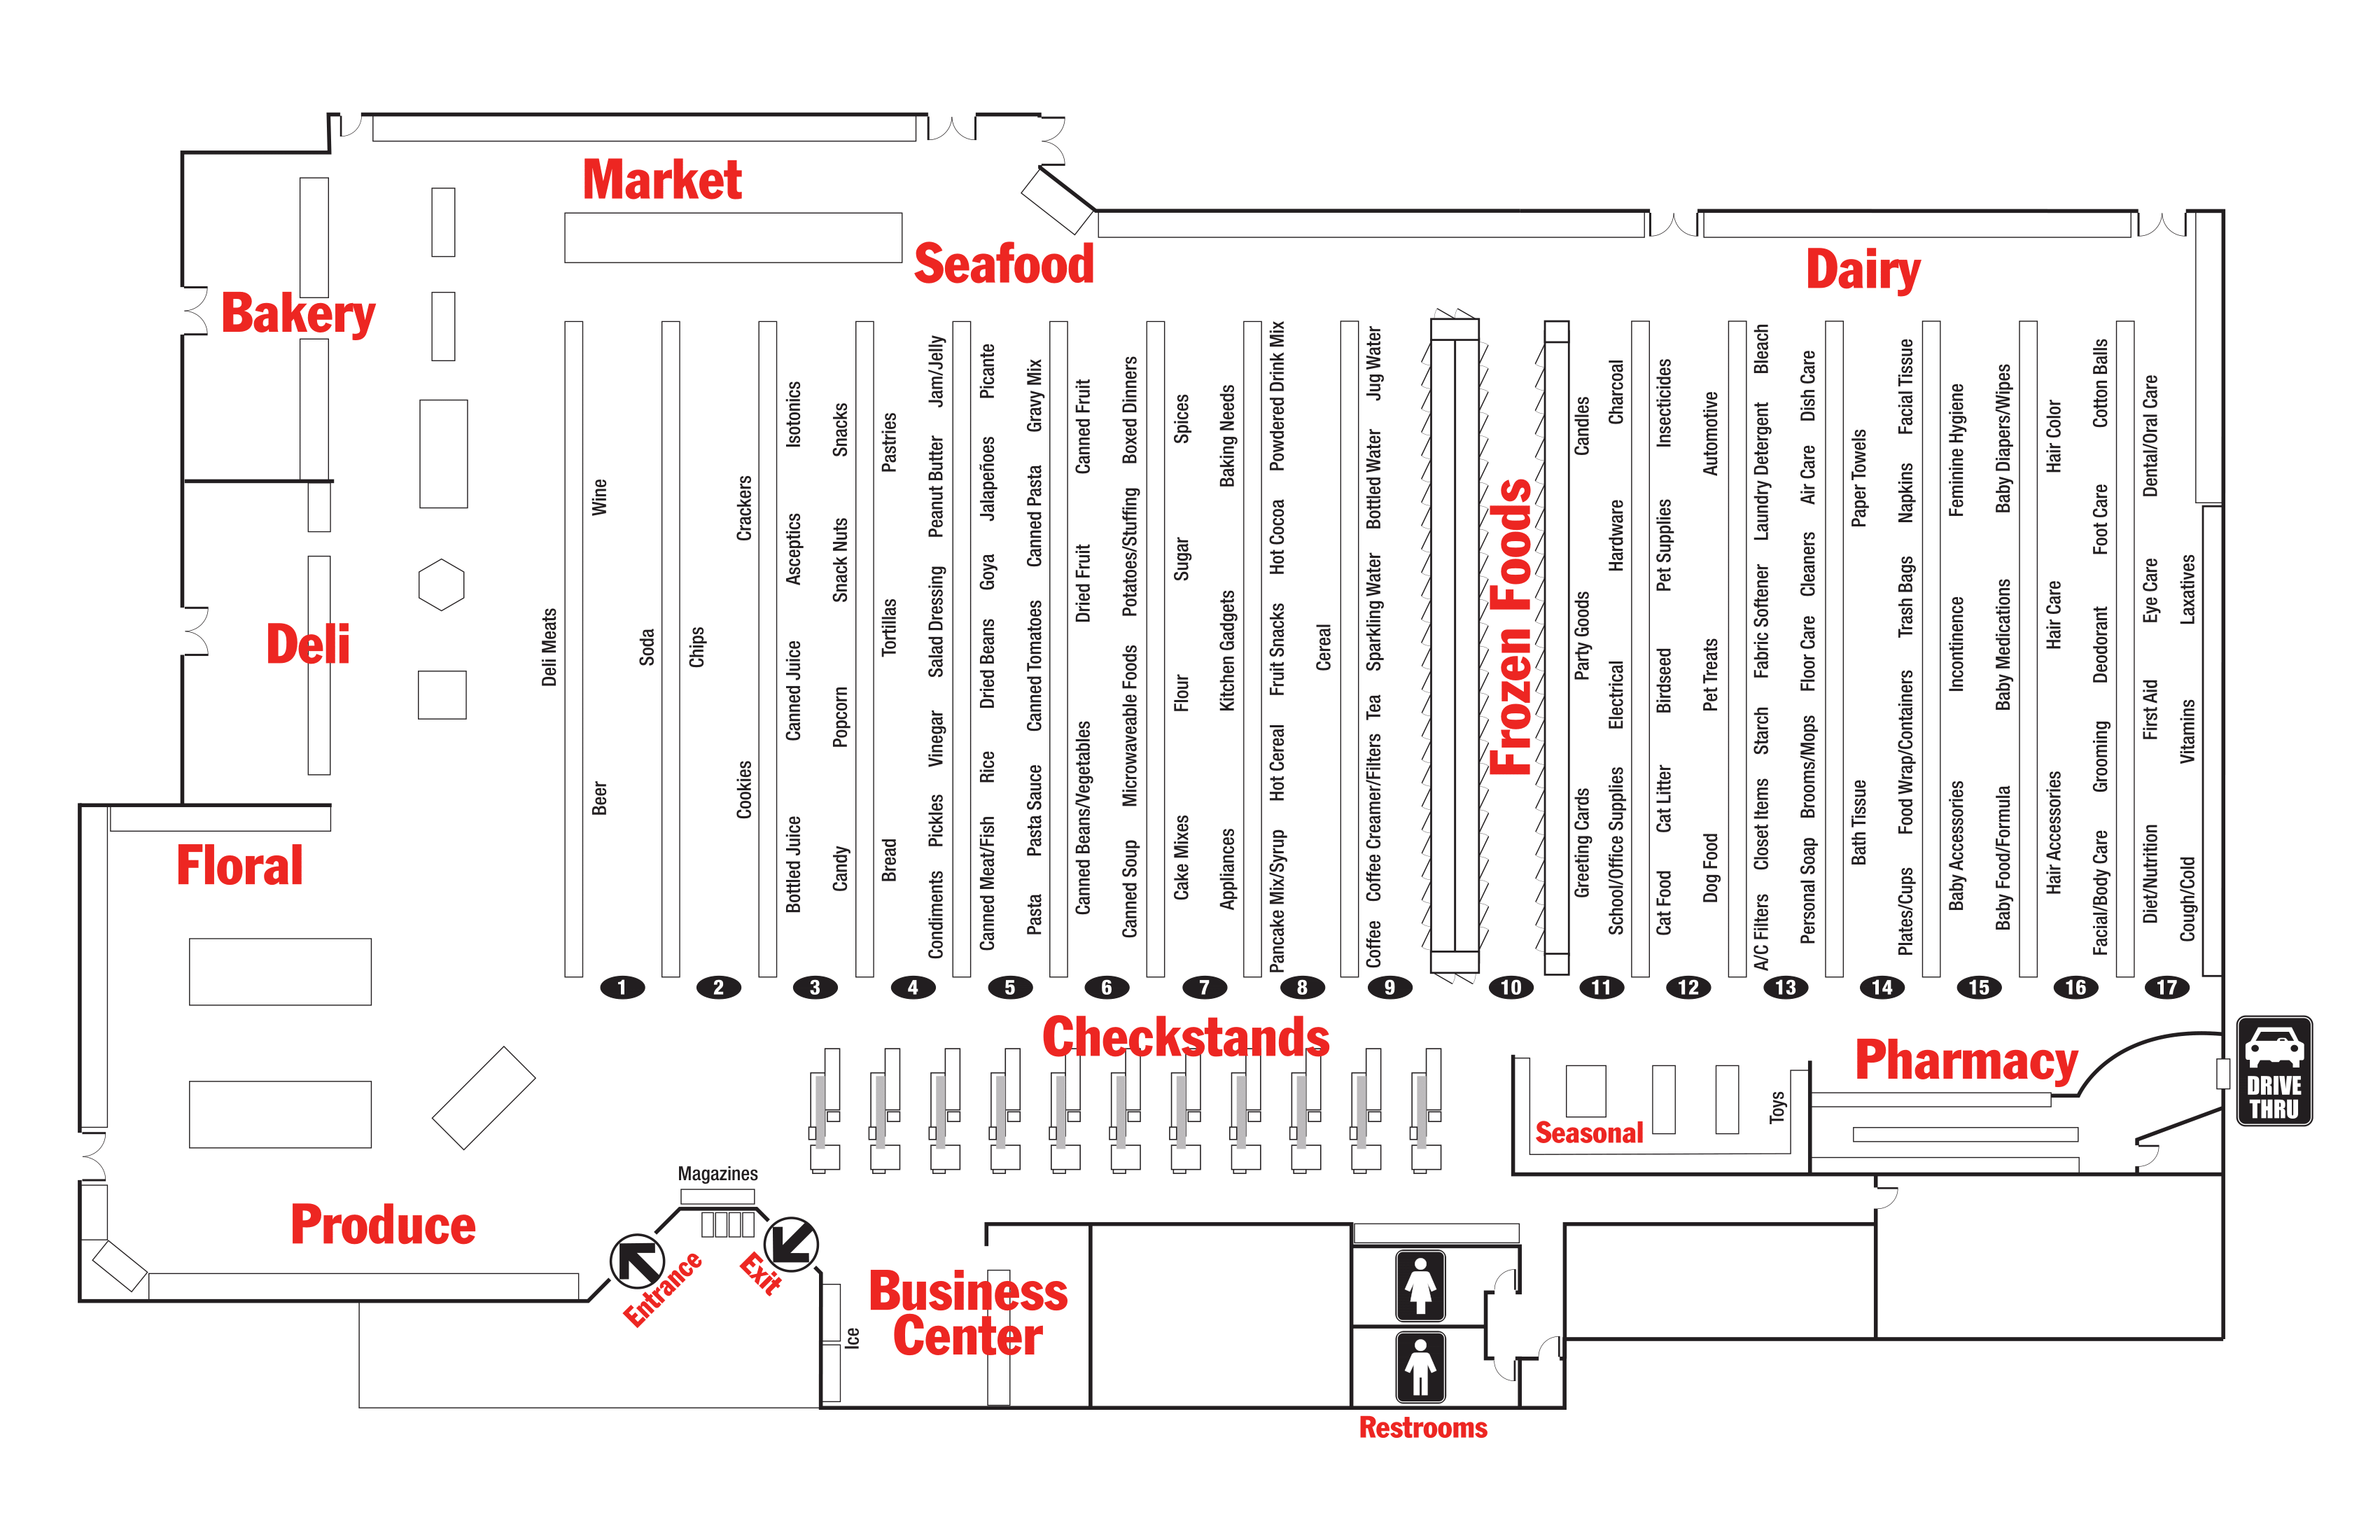 Market
Seafood
Dairy
Bakery
Deli
Floral
Produce
Deli Meats
Wine
Beer
Soda
Chips
Crackers
Cookies
Isotonics
Asceptics
Canned Juice
Bottled Juice
Snacks
Snack Nuts
Popcorn
Candy
Pastries
Tortillas
Bread
Jam/Jelly
Peanut Butter
Salad Dressing
Vinegar
Pickles
Condiments
Picante
Jalapeñoes
Goya
Dried Beans
Rice
Canned Meat/Fish
Gravy Mix
Canned Pasta
Canned Tomatoes
Pasta Sauce
Pasta
Canned Fruit
Dried Fruit
Canned Beans/Vegetables
Boxed Dinners
Potatoes/Stuffing
Microwaveable Foods
Canned Soup
Spices
Sugar
Flour
Cake Mixes
Baking Needs
Kitchen Gadgets
Appliances
Powdered Drink Mix
Hot Cocoa
Fruit Snacks
Hot Cereal
Pancake Mix/Syrup
Cereal
Jug Water
Bottled Water
Sparkling Water
Tea
Coffee Creamer/Filters
Coffee
Frozen Foods
Candles
Party Goods
Greeting Cards
Charcoal
Hardware
Electrical
School/Office Supplies
Insecticides
Pet Supplies
Birdseed
Cat Litter
Cat Food
Automotive
Pet Treats
Dog Food
Bleach
Laundry Detergent
Fabric Softener
Starch
Closet Items
A/C Filters
Dish Care
Air Care
Cleaners
Floor Care
Brooms/Mops
Personal Soap
Paper Towels
Bath Tissue
Facial Tissue
Napkins
Trash Bags
Food Wrap/Containers
Plates/Cups
Feminine Hygiene
Incontinence
Baby Accessories
Baby Diapers/Wipes
Baby Medications
Baby Food/Formula
Hair Color
Hair Care
Hair Accessories
Cotton Balls
Foot Care
Deodorant
Grooming
Facial/Body Care
Dental/Oral Care
Eye Care
First Aid
Diet/Nutrition
Laxatives
Vitamins
Cough/Cold
1
2
3
4
5
6
7
8
9
10
11
12
13
14
15
16
17
Checkstands
Pharmacy
DRIVE
THRU
Seasonal
Toys
Magazines
Entrance
Exit
Ice
Business
Center
Restrooms